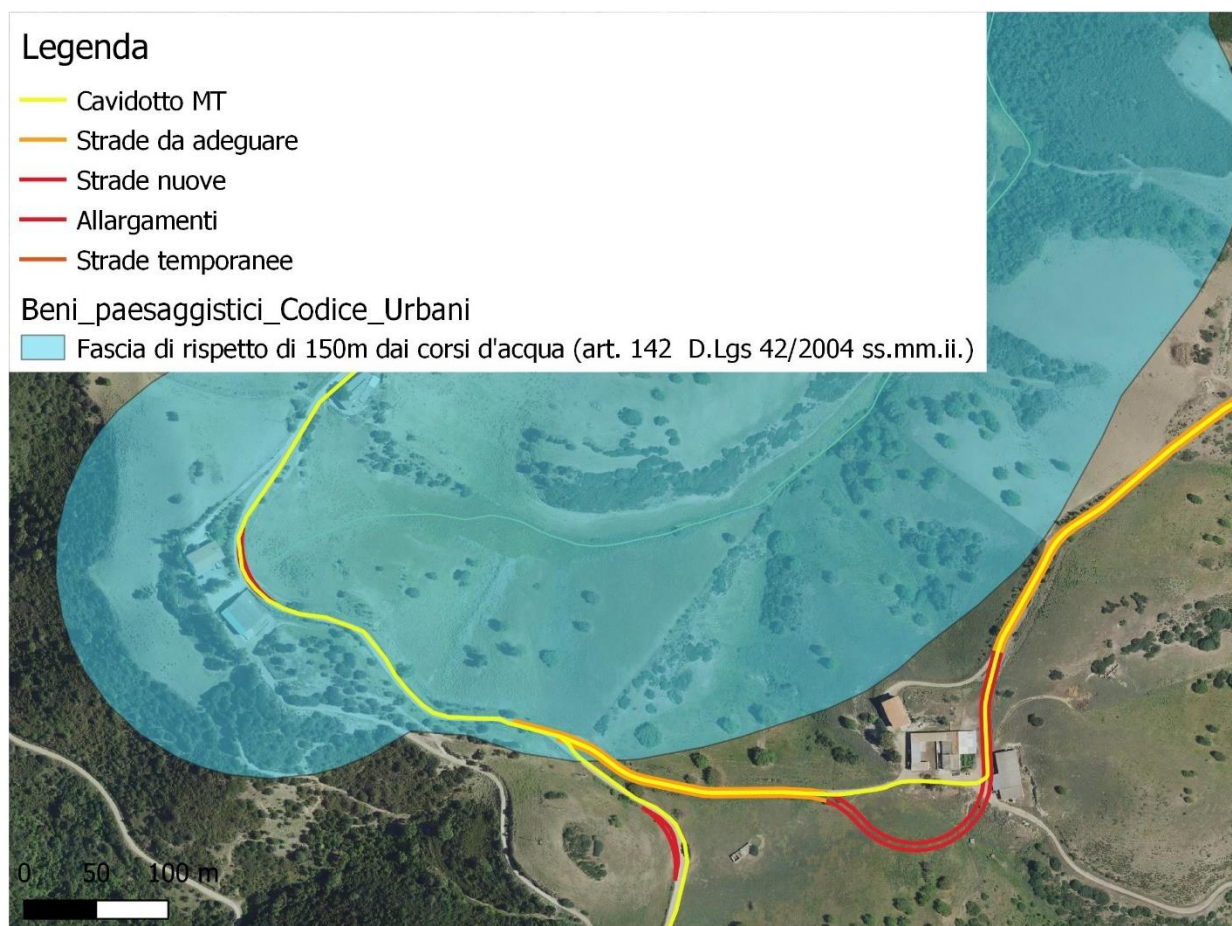 Legenda
Cavidotto MT
Strade da adeguare
Strade nuove
Allargamenti
Strade temporanee
Beni_paesaggistici_Codice_Urbani
Fascia di rispetto di 150m dai corsi d'acqua (art. 142 D.Lgs 42/2004 ss.mm.ii.)
0 50 100 m